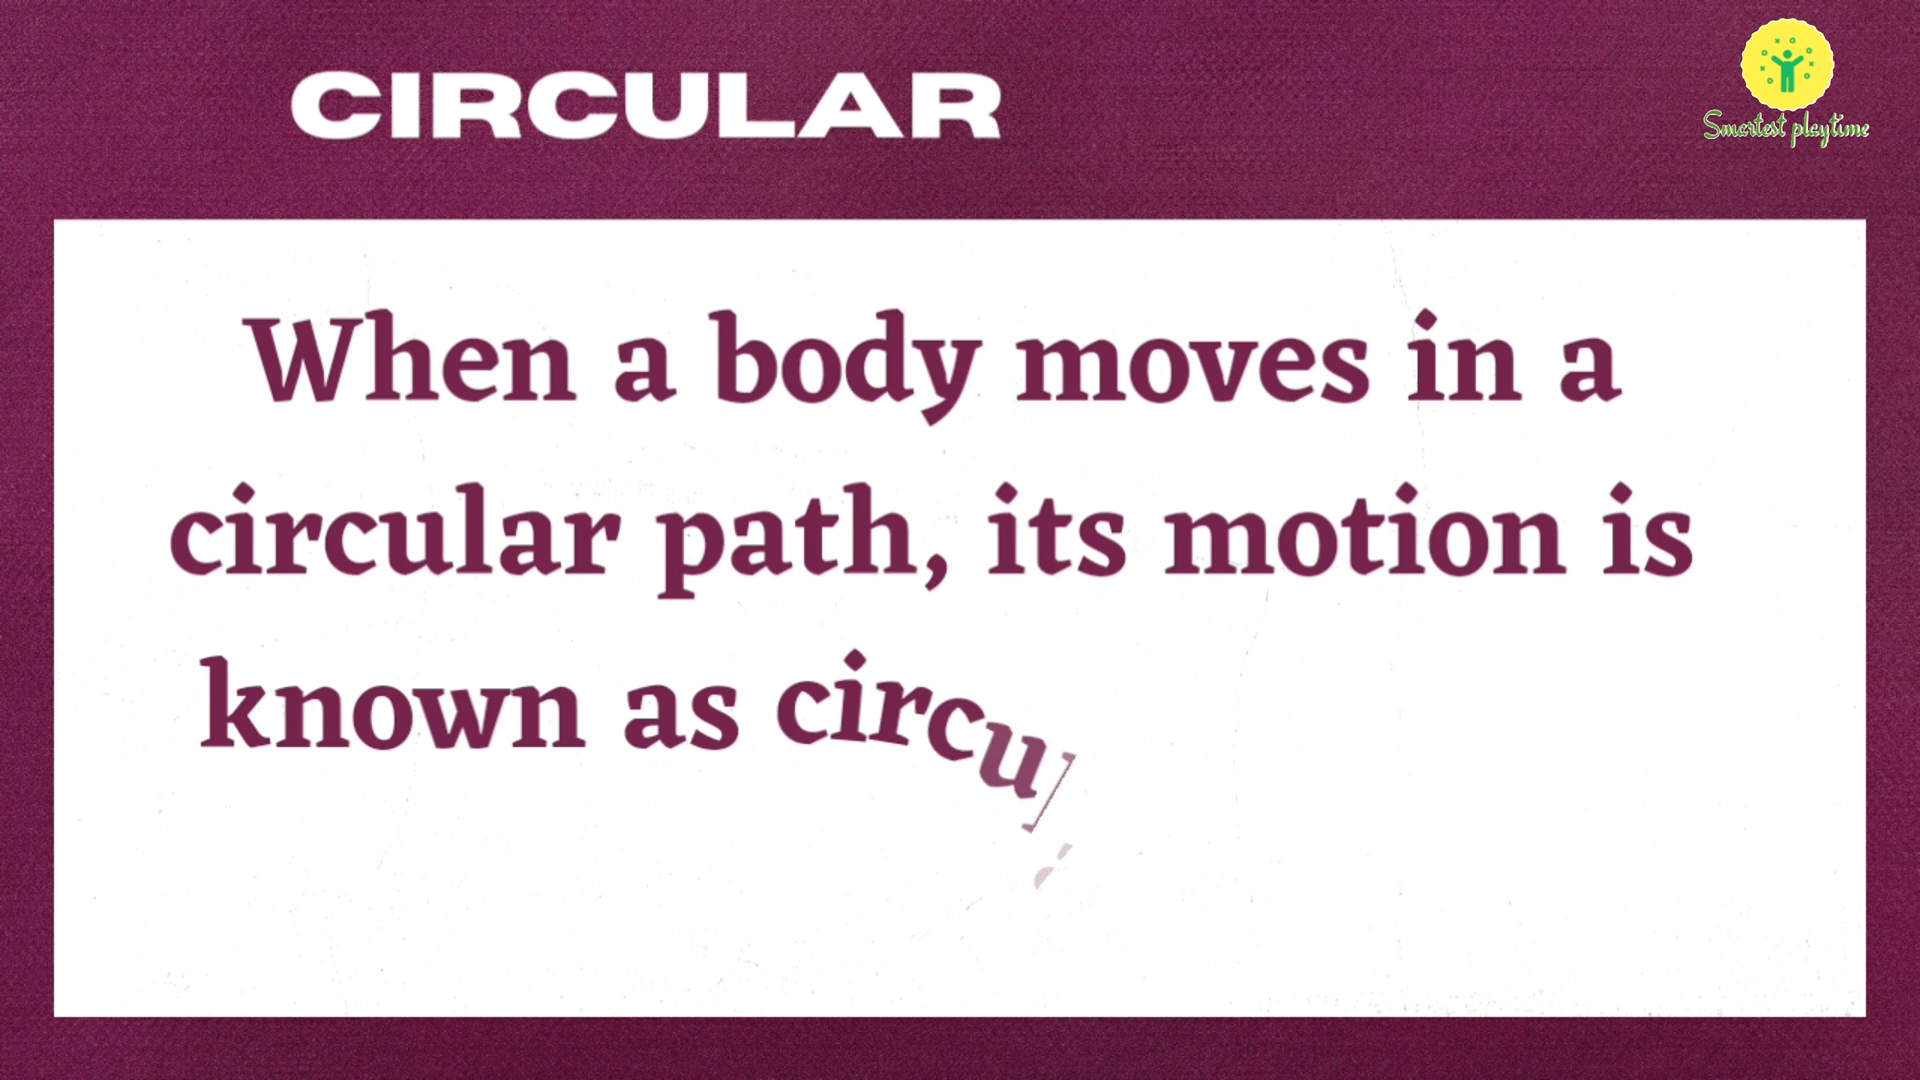 CIRCULAR
Smartest playtime
When a body moves in a
circular path, its motion is
known as circu